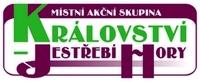 MÍSTNÍ AKČNÍ SKUPINA
KRÁLOVSTVÍ
-JESTŘEBÍ HORY